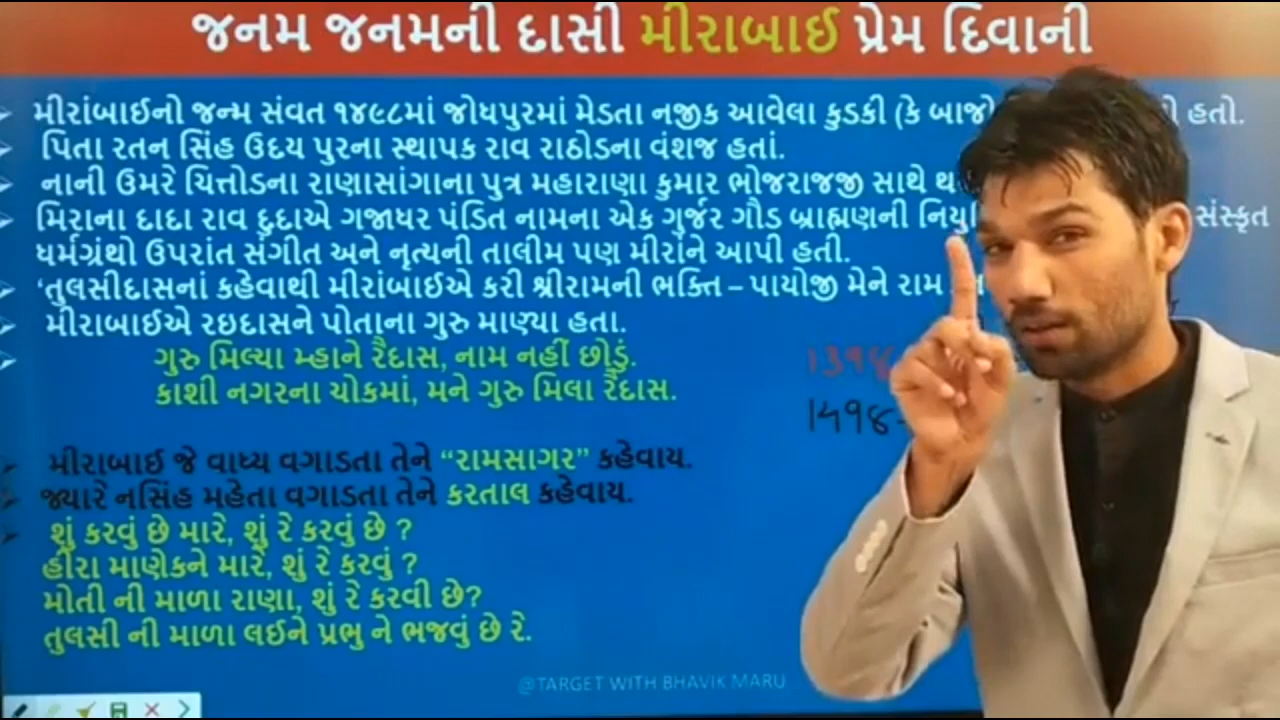 જનમ જનમની દાસી મીરાબાઈ પ્રેમ દિવાની
મીરાંબાઈનો જન્મ સંવત ૧૪૯૮માં જોધપુરમાં મેડતા નજીક આવેલા કુડકી (કે બાજો હતો.
પિતા રતન સિંહ ઉદય પુરના સ્થાપક રાવ રાઠોડના વંશજ હતાં.
નાની ઉમરે ચિત્તોડના રાણાસાંગાના પુત્ર મહારાણા કુમાર ભોજરાજજી સાથે
મિરાના દાદા રાવ દુદાએ ગજાધર પંડિત નામના એક ગુર્જર ગૌડ બ્રાહ્મણની સંસ્કૃત
ધર્મગ્રંથો ઉપરાંત સંગીત અને નૃત્યની તાલીમ પણ મીરાંને આપી હતી.
‘તુલસીદાસનાં કહેવાથી મીરાંબાઈએ કરી શ્રીરામની ભક્તિ – પાયોજી મેને રામ
મીરાબાઈએ રઇદાસને પોતાના ગુરુ માણ્યા હતા.
ગુરુ મિલ્યા મ્હાને રૈદાસ, નામ નહીં છોડું.
કાશી નગરના ચોકમાં, મને ગુરુ મિલા રૈદાસ.
1398
1498-
મીરાબાઈ જે વાધ્ય વગાડતા તેને “રામસાગર” કહેવાય.
જ્યારે નસિંહ મહેતા વગાડતા તેને કરતાલ કહેવાય.
શું કરવું છે મારે, શું રે કરવું છે ?
હીરા માણેકને મારે, શું રે કરવું ?
મોતી ની માળા રાણા, શું રે કરવી છે?
તુલસી ની માળા લઈને પ્રભુ ને ભજવું છે રે.
@TARGET WITH BHAVIK MARU